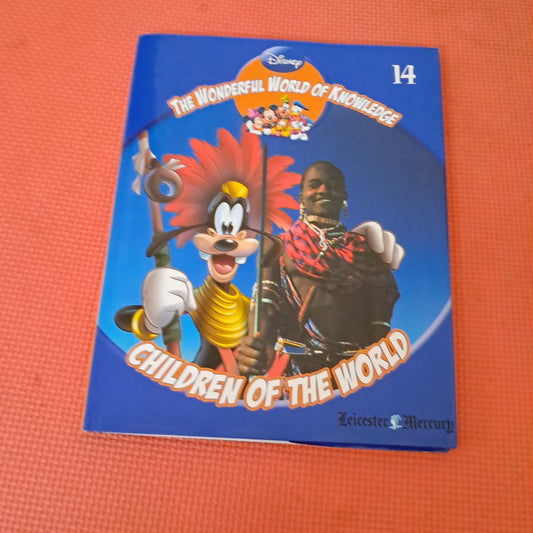 Disney
14
THE WONDERFUL WORLD OF KNOWLEDGE
CHILDREN OF THE WORLD
Leicester Mercury